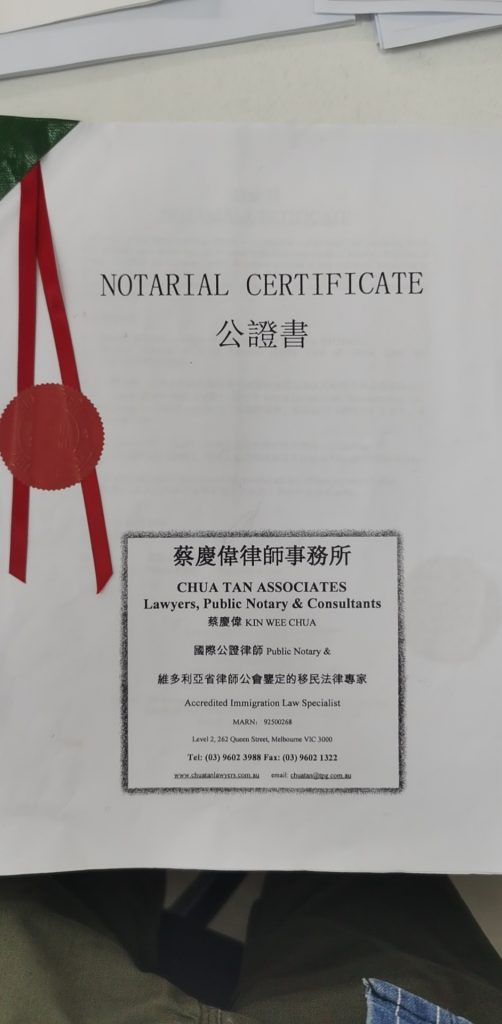 NOTARIAL CERTIFICATE
公證書
蔡慶偉律師事務所
CHUA TAN ASSOCIATES
Lawyers, Public Notary & Consultants
蔡慶偉 KIN WEE CHUA
國際公證律師 Public Notary &
維多利亞省律師公會鑒定的移民法律專家
Accredited Immigration Law Specialist
MARN: 92500268
Level 2, 262 Queen Street, Melbourne VIC 3000
Tel: (03) 9602 3988 Fax: (03) 9602 1322
www.chuatanlawyers.com.au email: chuatan@tpg.com.au